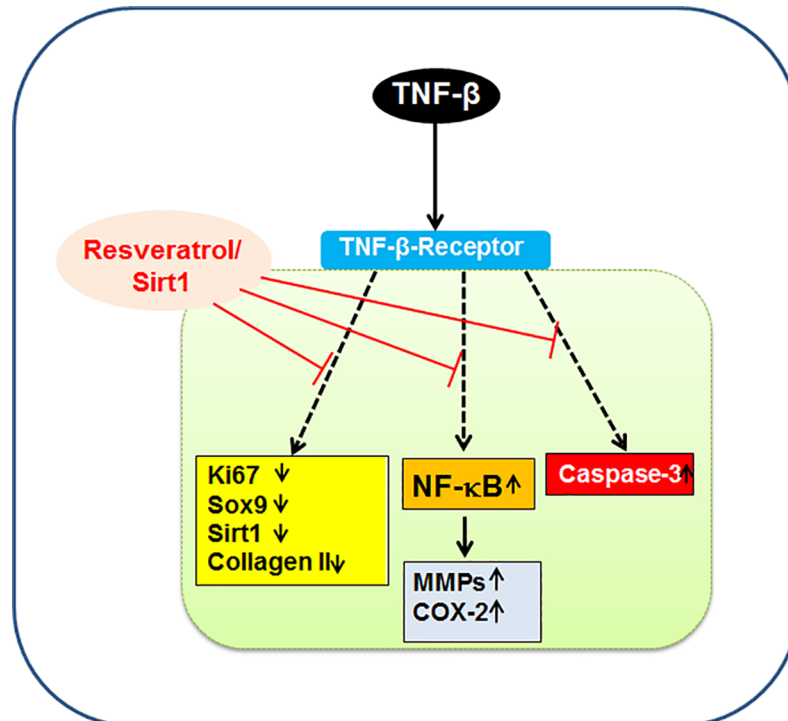 TNF-β
TNF-β-Receptor
Resveratrol/
Sirt1
Ki67 ↓
Sox9 ↓
Sirt1 ↓
Collagen II↓
NF-κB↑
Caspase-3↑
MMPs↑
COX-2↑